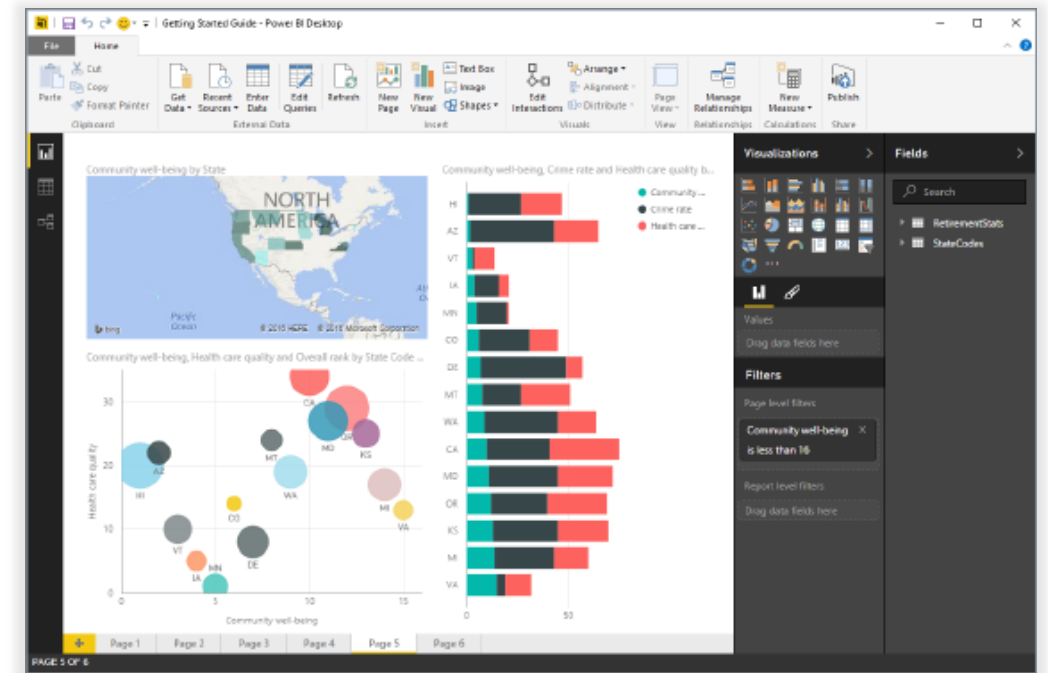 Getting Started Guide - Power BI Desktop
File Home
Paste
Cut
Copy
Format Painter
Clipboard
Get Data
Recent Sources
Enter Data
Edit Queries
Refresh
External Data
New Page
New Visual
Text Box
Image
Shapes
Insert
Edit Interactions
Arrange
Alignment
Distribute
Visuals
Page View
View
Manage Relationships
Relationships
New Measure
Calculations
Publish
Share
Community well-being by State
NORTH
AMERICA
Pacific
Ocean
bing
© 2015 HERE © 2015 Microsoft Corporation
Community well-being, Health care quality and Overall rank by State Code ...
Health care quality
30
20
10
0
CA
OR
MO
KS
MT
AZ
HI
WA
MI
CO
VA
VT
DE
IA
MN
0 5 10 15
Community well-being
Community well-being, Crime rate and Health care quality b...
Community ...
Crime rate
Health care ...
HI
AZ
VT
IA
MN
CO
DE
MT
WA
CA
MO
OR
KS
MI
VA
0 50
Visualizations
Values
Drag data fields here
Filters
Page level filters
Community well-being
is less than 16
Report level filters
Drag data fields here
Fields
Search
RetirementStats
StateCodes
Page 1 Page 2 Page 3 Page 4 Page 5 Page 6
PAGE 5 OF 6